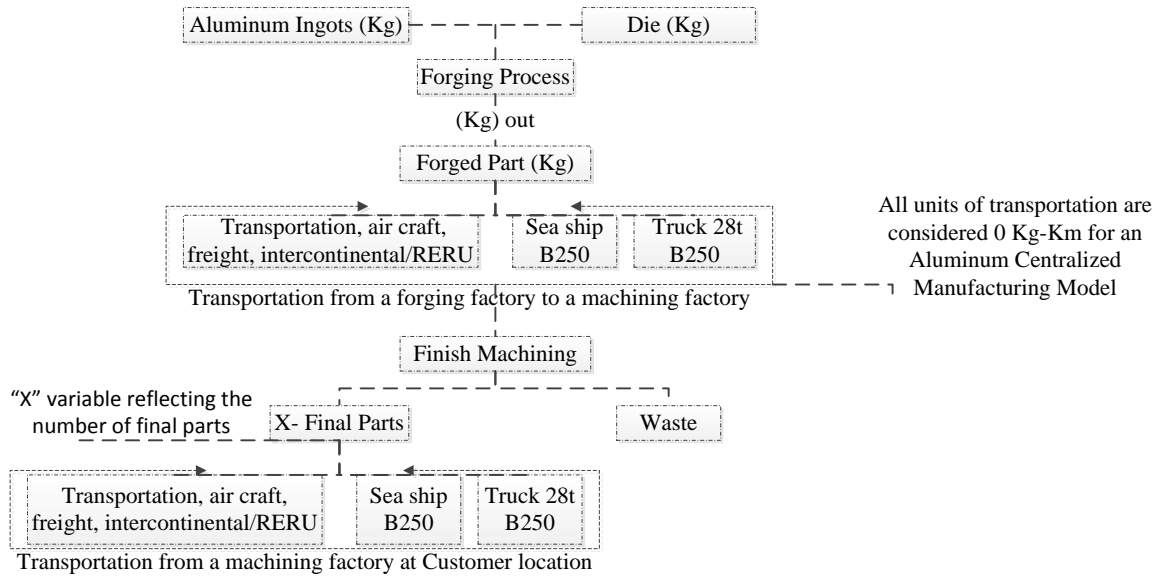 Aluminum Ingots (Kg)
Die (Kg)
Forging Process
(Kg) out
Forged Part (Kg)
Transportation, air craft,
freight, intercontinental/RERU
Sea ship
B250
Truck 28t
B250
All units of transportation are
considered 0 Kg-Km for an
Aluminum Centralized
Manufacturing Model
Transportation from a forging factory to a machining factory
Finish Machining
“X” variable reflecting the
number of final parts
X- Final Parts
Waste
Transportation, air craft,
freight, intercontinental/RERU
Sea ship
B250
Truck 28t
B250
Transportation from a machining factory at Customer location